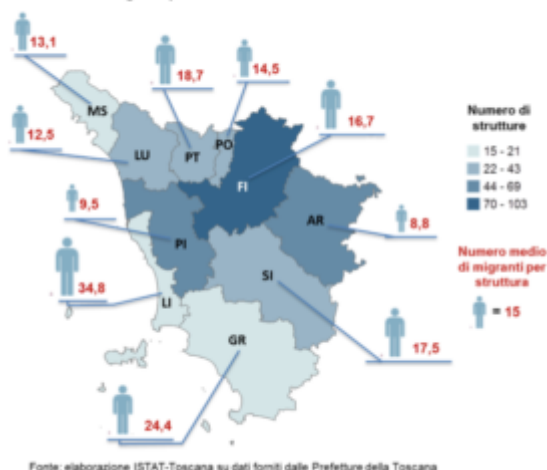 13,1
18,7
14,5
16,7
12,5
MS
LU
PT
PO
FI
9,5
PI
AR
8,8
34,8
LI
SI
17,5
GR
24,4
Numero di
strutture
15 - 21
22 - 43
44 - 69
70 - 103
Numero medio
di migranti per
struttura
= 15
Fonte: elaborazione ISTAT-Toscana su dati forniti dalle Prefetture della Toscana